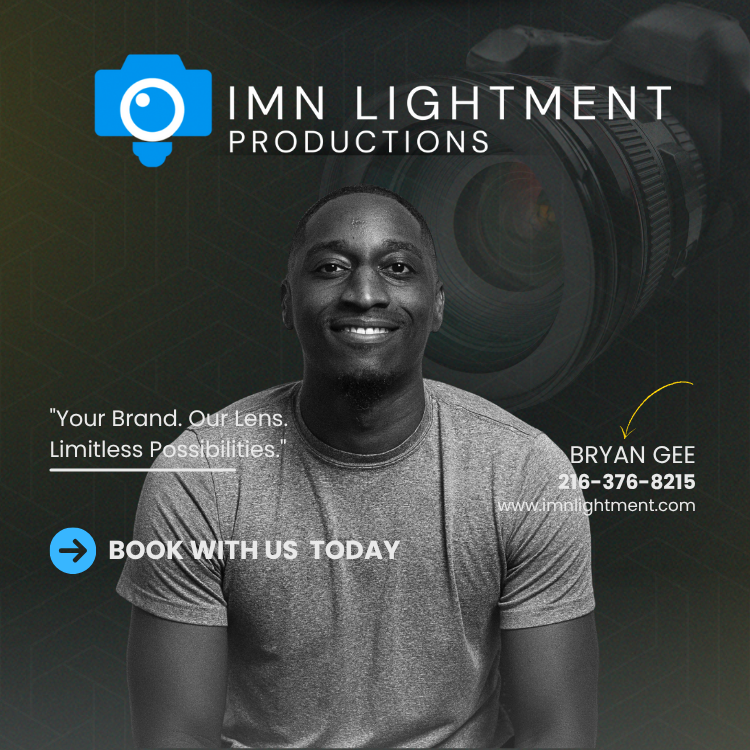 IMN LIGHTMENT
PRODUCTIONS
"Your Brand. Our Lens.
Limitless Possibilities."
BRYAN GEE
216-376-8215
www.imnlightment.com
BOOK WITH US TODAY